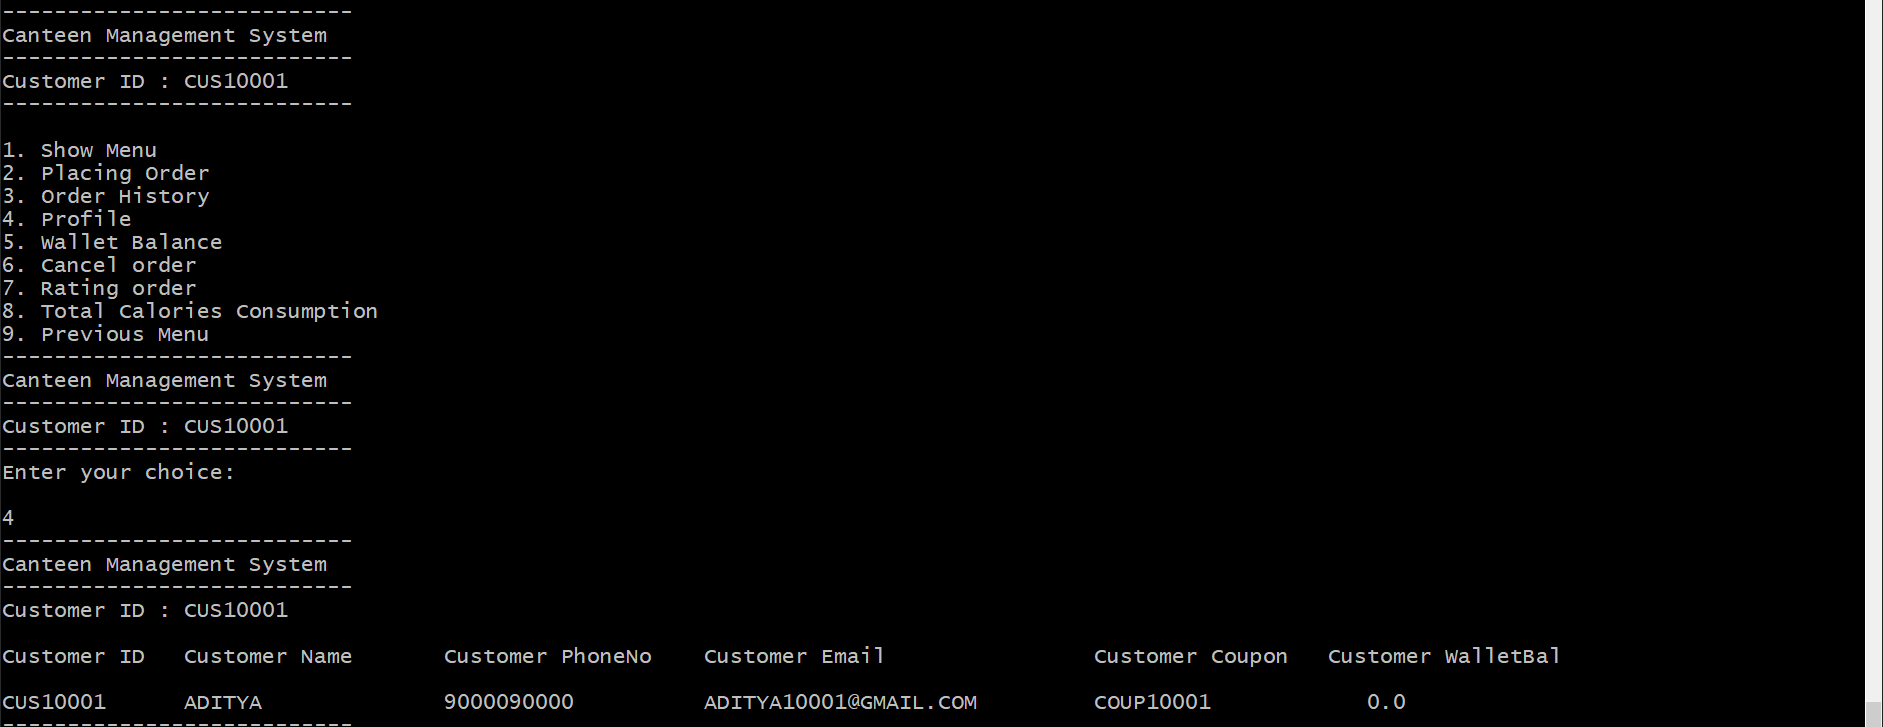 ---------------------------
Canteen Management System
---------------------------
Customer ID : CUS10001
---------------------------
1. Show Menu
2. Placing Order
3. Order History
4. Profile
5. Wallet Balance
6. Cancel order
7. Rating order
8. Total Calories Consumption
9. Previous Menu
---------------------------
Canteen Management System
---------------------------
Customer ID : CUS10001
---------------------------
Enter your choice:
4
---------------------------
Canteen Management System
---------------------------
Customer ID : CUS10001
Customer ID   Customer Name       Customer PhoneNo    Customer Email                Customer Coupon   Customer WalletBal
CUS10001      ADITYA              9000090000          ADITYA10001@GMAIL.COM         COUP10001            0.0
---------------------------